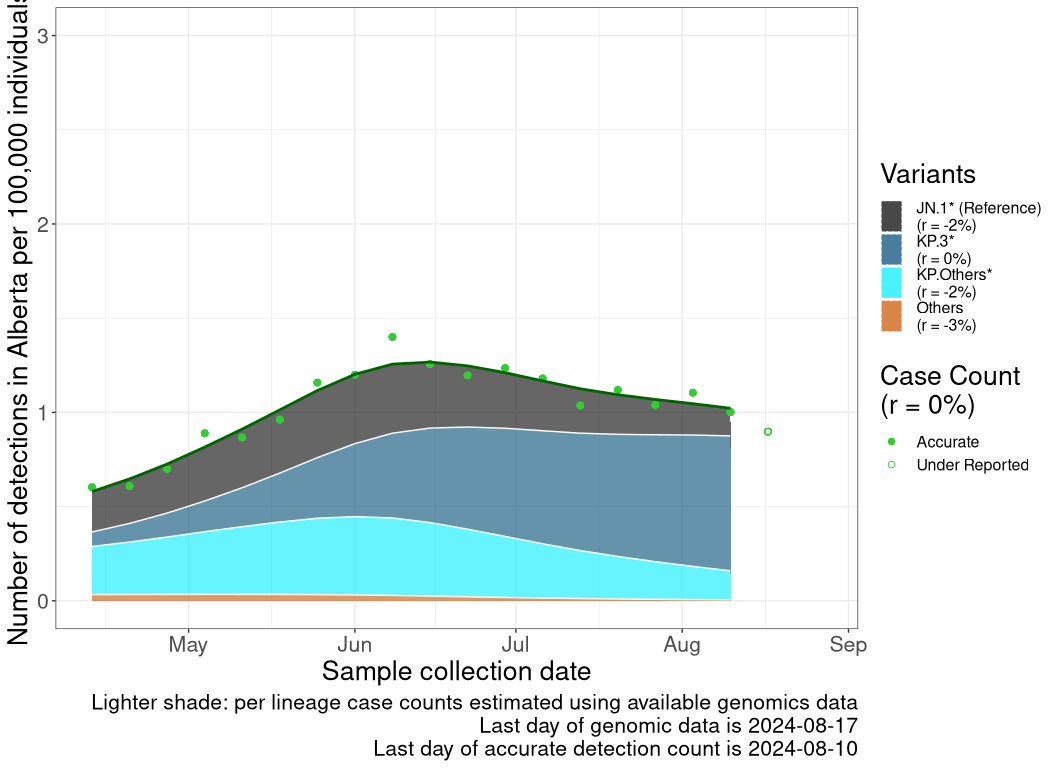 Number of detections in Alberta per 100,000 individuals
3
2
1
0
May
Jun
Jul
Aug
Sep
Sample collection date
Lighter shade: per lineage case counts estimated using available genomics data
Last day of genomic data is 2024-08-17
Last day of accurate detection count is 2024-08-10
Variants
JN.1* (Reference)
(r = -2%)
KP.3*
(r = 0%)
KP.Others*
(r = -2%)
Others
(r = -3%)
Case Count
(r = 0%)
Accurate
Under Reported